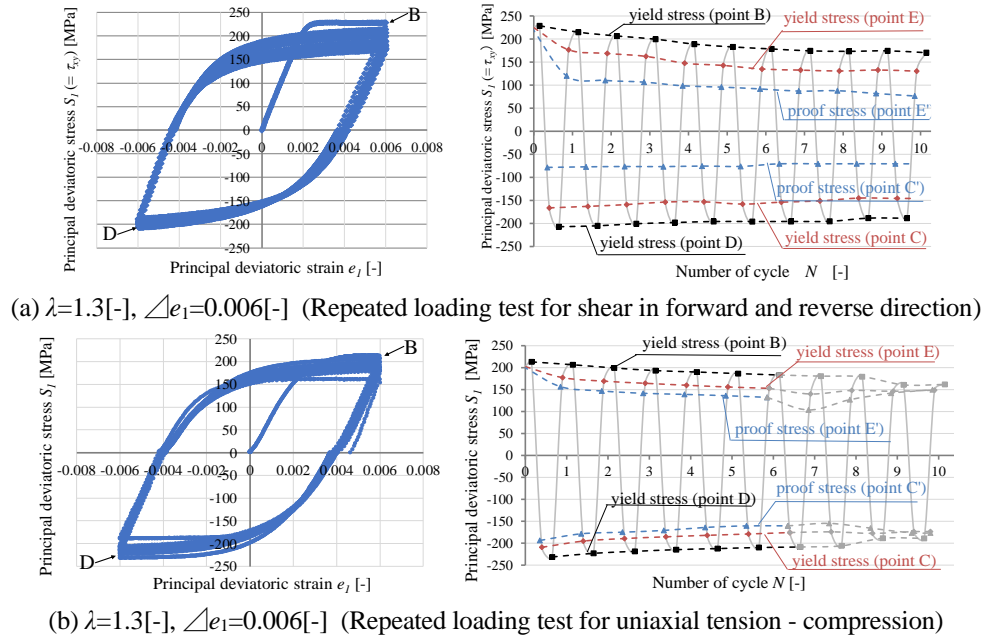 Principal deviatoric stress S₁ (= τxy) [MPa]
250
200
150
100
50
0
-50
-100
-150
-200
-250
-0.008 -0.006 -0.004 -0.002 0 0.002 0.004 0.006 0.008
B
D
Principal deviatoric strain e₁ [-]
Principal deviatoric stress S₁ (= τxy) [MPa]
250
200
150
100
50
0
-50
-100
-150
-200
-250
0 1 2 3 4 5 6 7 8 9 10
yield stress (point B)
yield stress (point E)
proof stress (point E'')
proof stress (point C')
yield stress (point C)
yield stress (point D)
Number of cycle N [-]
(a) λ=1.3[-], ⊿e₁=0.006[-] (Repeated loading test for shear in forward and reverse direction)
Principal deviatoric stress S₁ [MPa]
250
200
150
100
50
0
-50
-100
-150
-200
-250
-0.008 -0.006 -0.004 -0.002 0 0.002 0.004 0.006 0.008
B
D
Principal deviatoric strain e₁ [-]
Principal deviatoric stress S₁ [MPa]
250
200
150
100
50
0
-50
-100
-150
-200
-250
0 1 2 3 4 5 6 7 8 9 10
yield stress (point B)
yield stress (point E)
proof stress (point E')
yield stress (point D)
proof stress (point C')
yield stress (point C)
Number of cycle N [-]
(b) λ=1.3[-], ⊿e₁=0.006[-] (Repeated loading test for uniaxial tension - compression)